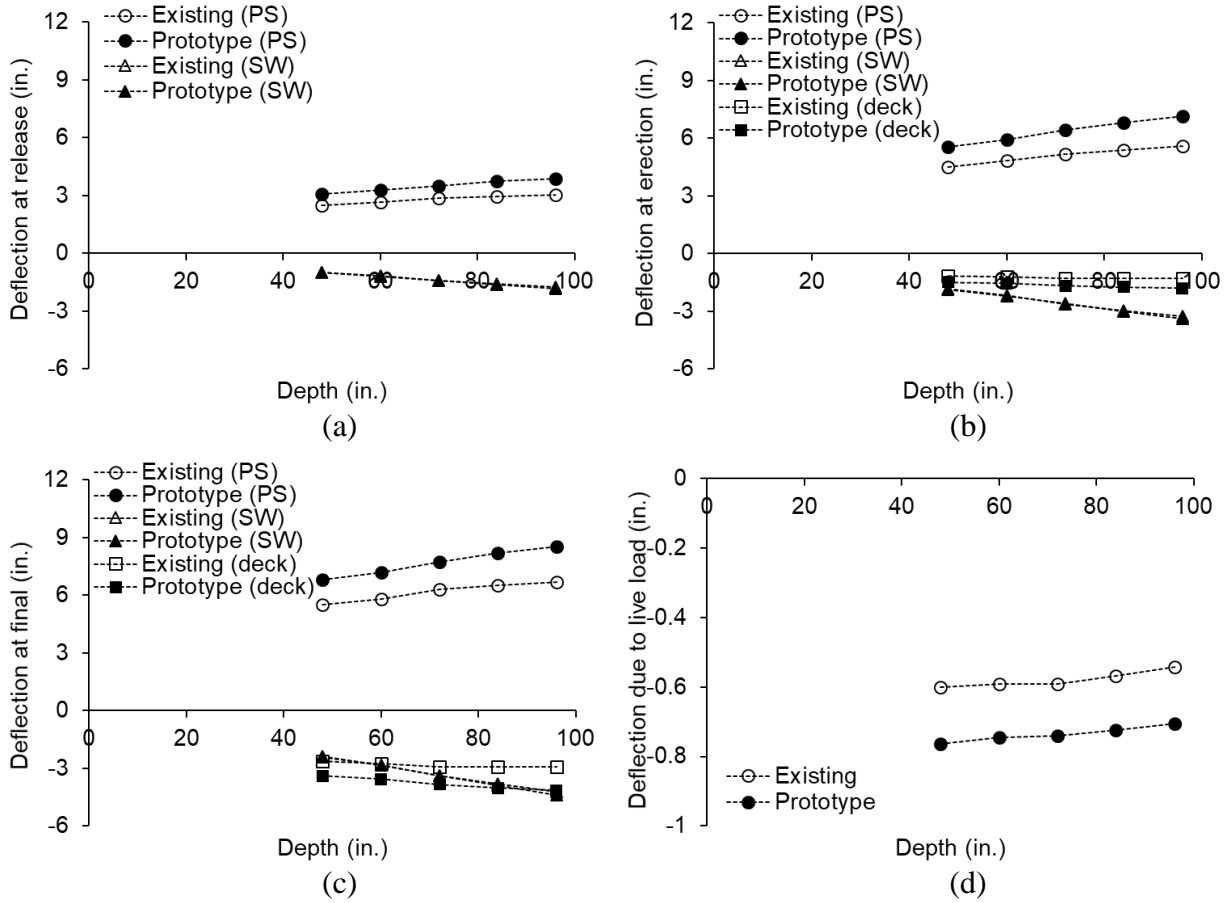 Deflection at release (in.)
12
9
6
3
0
-3
-6
Existing (PS)
Prototype (PS)
Existing (SW)
Prototype (SW)
0 20 40 60 80 100
Depth (in.)
(a)
Deflection at erection (in.)
12
9
6
3
0
-3
-6
Existing (PS)
Prototype (PS)
Existing (SW)
Prototype (SW)
Existing (deck)
Prototype (deck)
0 20 40 60 80 100
Depth (in.)
(b)
Deflection at final (in.)
12
9
6
3
0
-3
-6
Existing (PS)
Prototype (PS)
Existing (SW)
Prototype (SW)
Existing (deck)
Prototype (deck)
0 20 40 60 80 100
Depth (in.)
(c)
Deflection due to live load (in.)
0
-0.2
-0.4
-0.6
-0.8
-1
0 20 40 60 80 100
Existing
Prototype
Depth (in.)
(d)